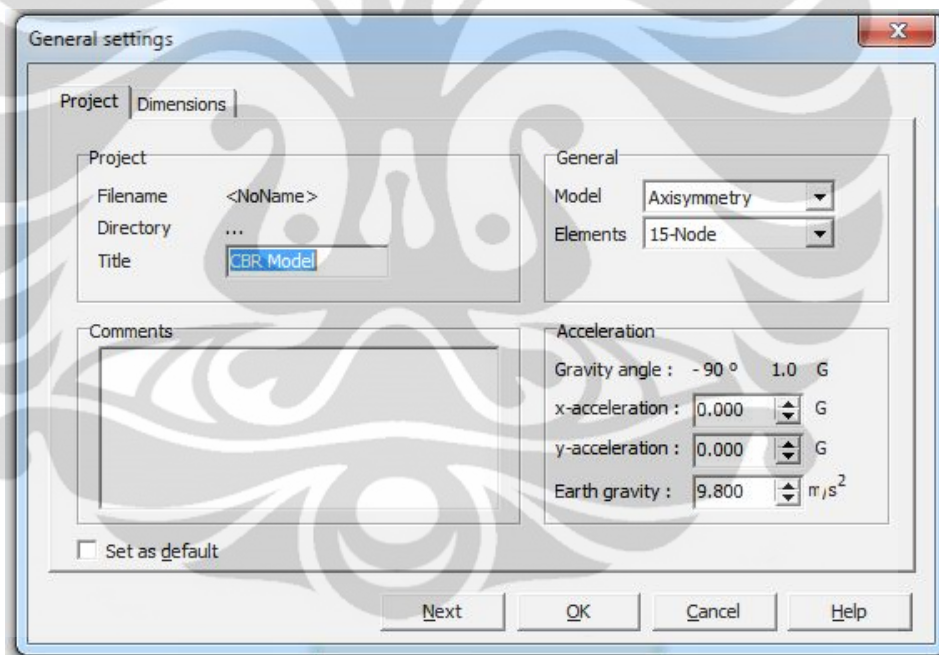 General settings
Project
Dimensions
Project
Filename <NoName>
Directory ...
Title CBR Model
General
Model Axisymmetry
Elements 15-Node
Comments
Acceleration
Gravity angle : - 90 º 1.0 G
x-acceleration : 0.000 G
y-acceleration : 0.000 G
Earth gravity : 9.800 m/s²
Set as default
Next
OK
Cancel
Help